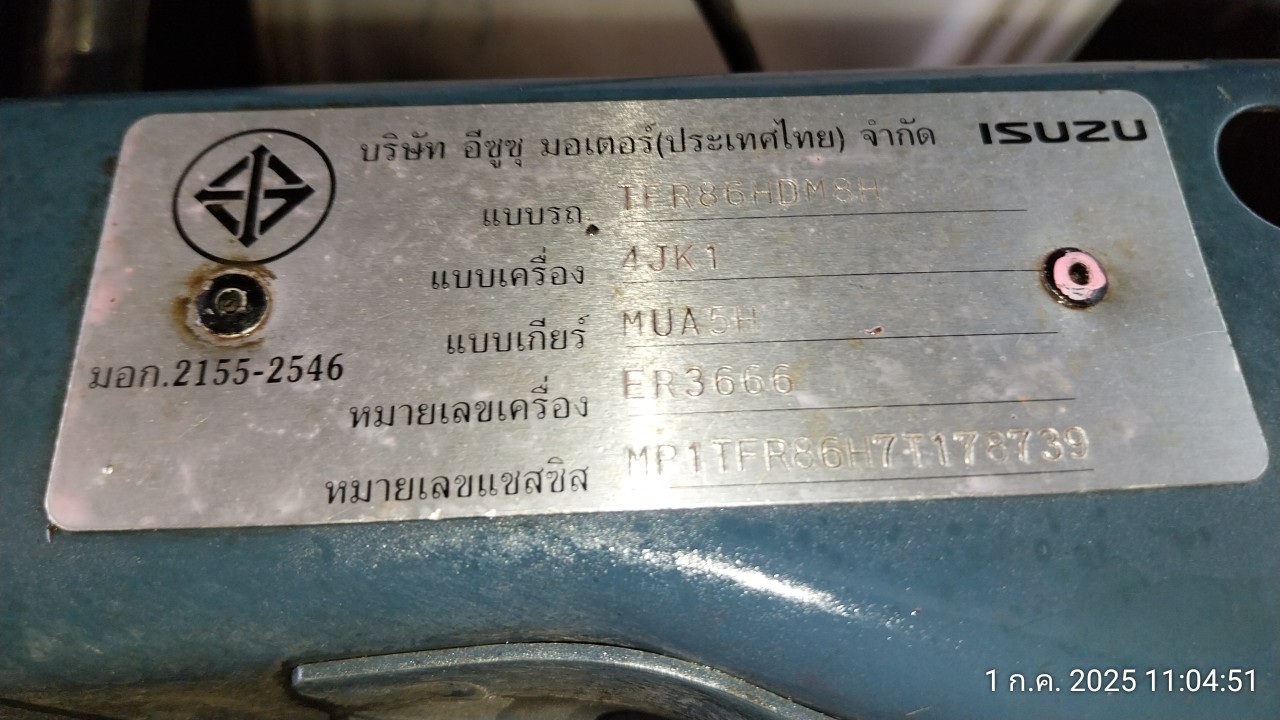 บริษัท อีซูซุ มอเตอร์(ประเทศไทย) จำกัด ISUZU
แบบรถ TFR86HDM8H
แบบเครื่อง 4JK1
แบบเกียร์ MUA5H
มอก.2155-2546
หมายเลขเครื่อง ER3666
หมายเลขแชสซิส MP1TFR86H7T178739
1 ก.ค. 2025 11:04:51